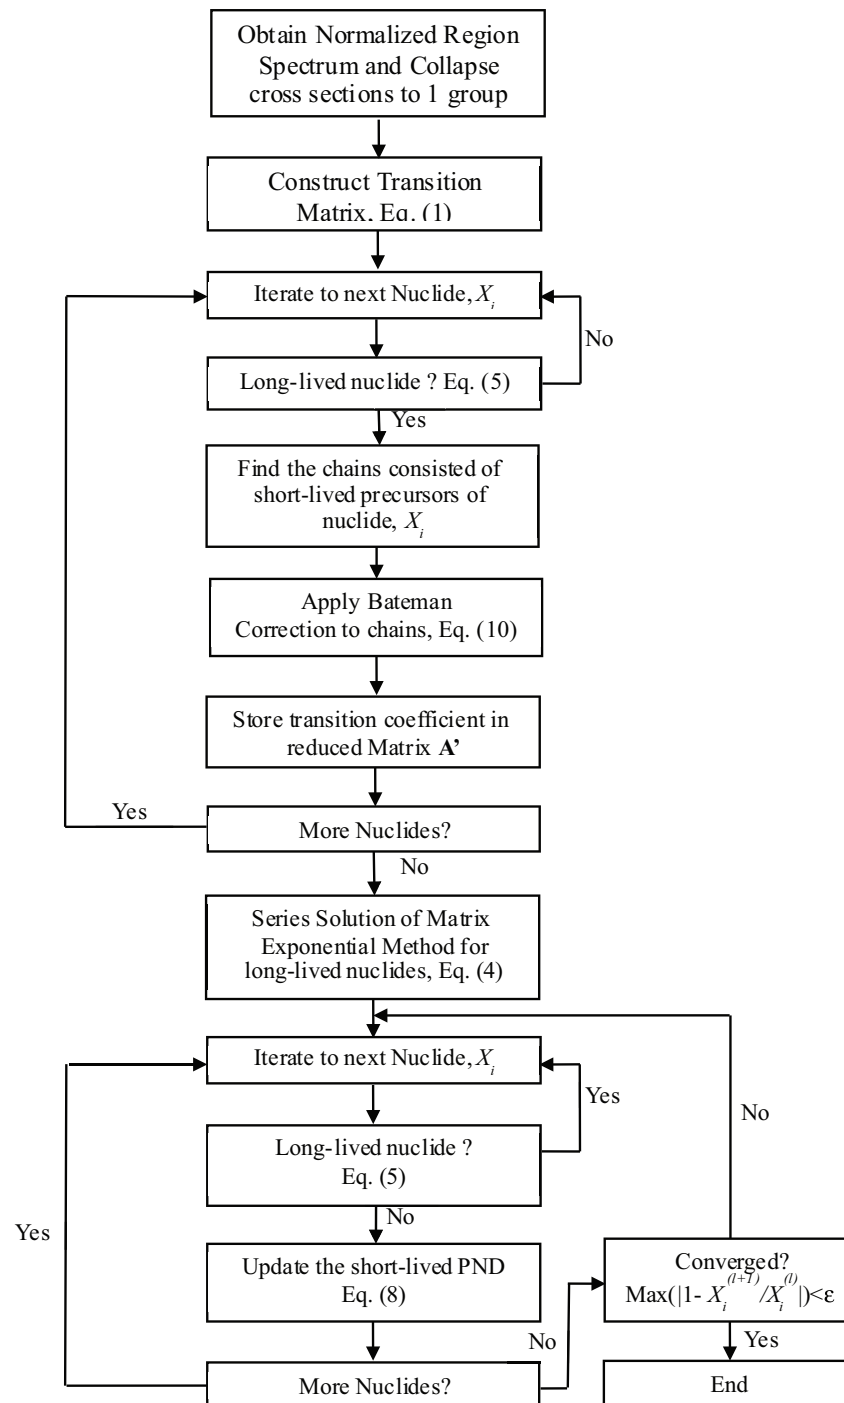 Obtain Normalized Region
Spectrum and Collapse
cross sections to 1 group
Construct Transition
Matrix, Eq. (1)
Iterate to next Nuclide, X_i
No
Long-lived nuclide ? Eq. (5)
Yes
Find the chains consisted of
short-lived precursors of
nuclide, X_i
Apply Bateman
Correction to chains, Eq. (10)
Store transition coefficient in
reduced Matrix A’
Yes
More Nuclides?
No
Series Solution of Matrix
Exponential Method for
long-lived nuclides, Eq. (4)
Iterate to next Nuclide, X_i
Yes
No
Long-lived nuclide ?
Eq. (5)
Yes
No
Update the short-lived PND
Eq. (8)
Converged?
Max(|1- X_i^(l+1)/X_i^(l)|)<ε
No
Yes
More Nuclides?
End